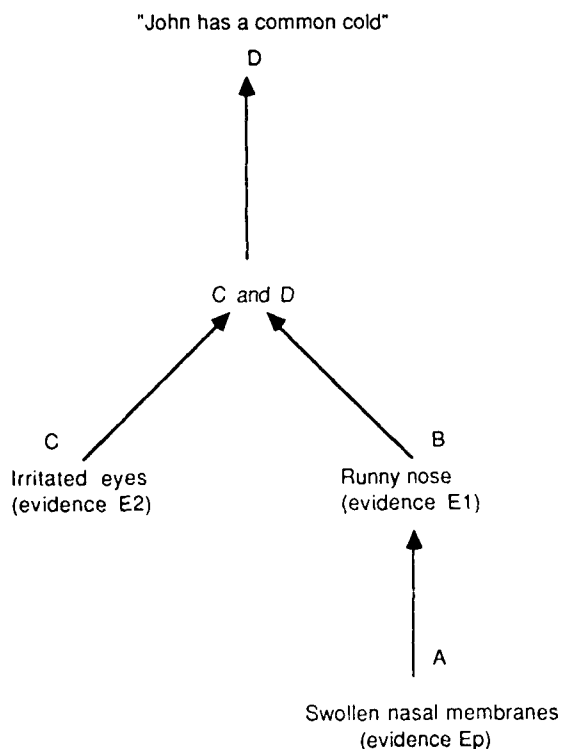 "John has a common cold"
D
C and D
C
B
Irritated eyes
(evidence E2)
Runny nose
(evidence E1)
A
Swollen nasal membranes
(evidence Ep)